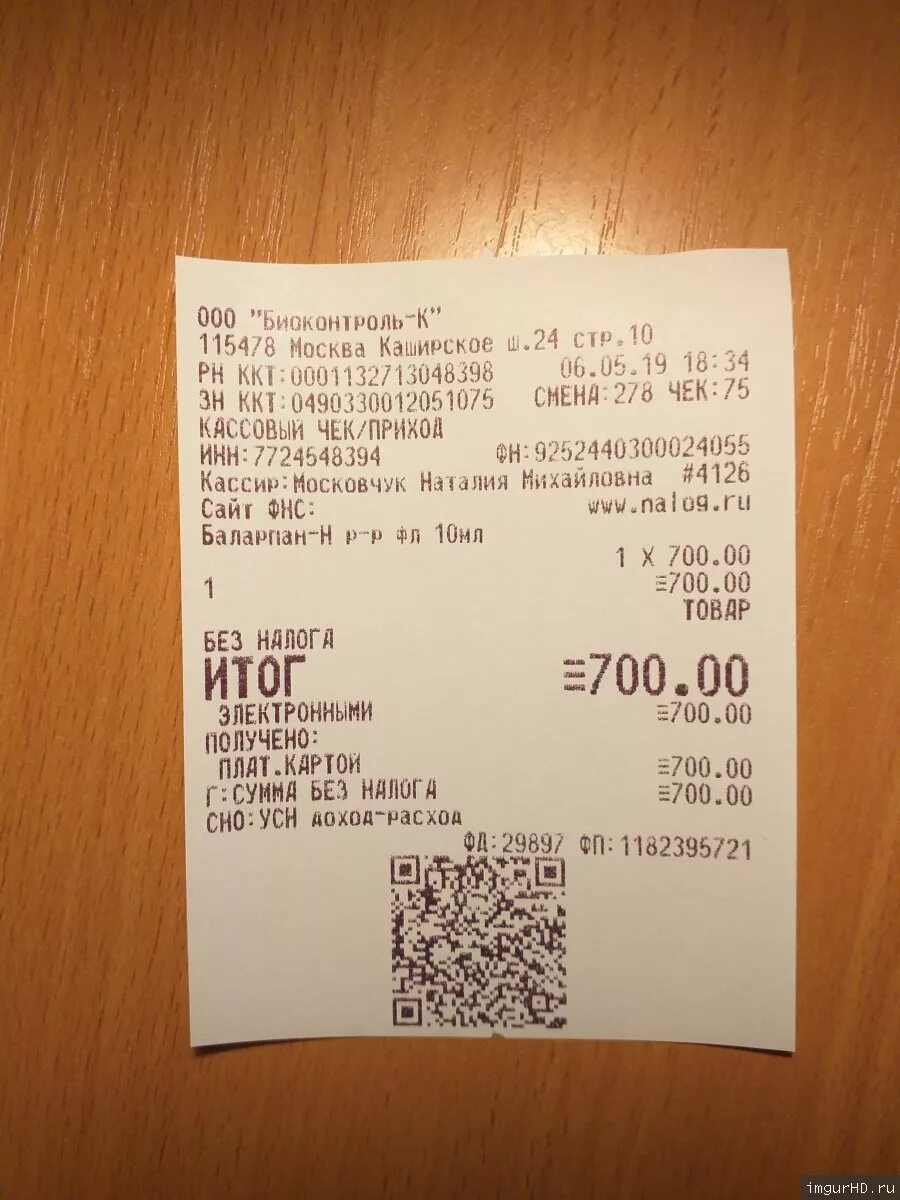 ООО "Биоконтроль-К"
115478 Москва Каширское ш.24 стр.10
РН ККТ:0001132713048398 06.05.19 18:34
ЗН ККТ:0490330012051075 СМЕНА:278 ЧЕК:75
КАССОВЫЙ ЧЕК/ПРИХОД
ИНН:7724548394 ФН:9252440300024055
Кассир:Московчук Наталия Михайловна #4126
Сайт ФНС: www.nalog.ru
Баларпан-Н р-р фл 10мл
1 X 700.00
1 ≡700.00
ТОВАР
БЕЗ НАЛОГА
ИТОГ ≡700.00
ЭЛЕКТРОННЫМИ ≡700.00
ПОЛУЧЕНО:
ПЛАТ.КАРТОЙ ≡700.00
Г:СУММА БЕЗ НАЛОГА ≡700.00
СНО:УСН доход-расход
ФД:29897 ФП:1182395721
imgurHD.ru